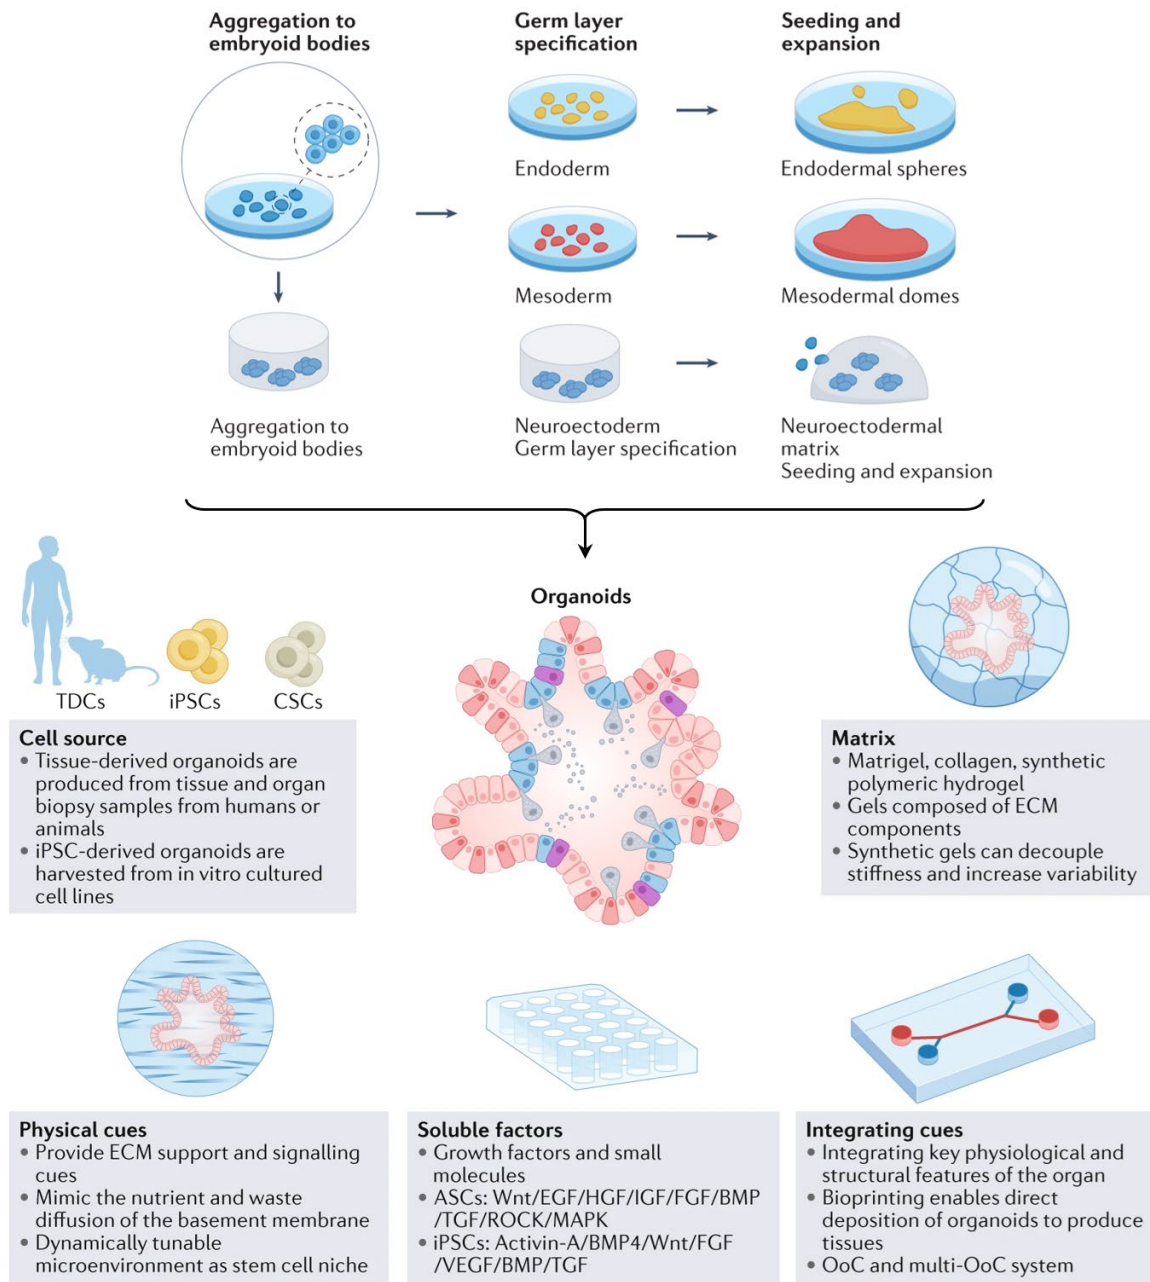 Aggregation to
embryoid bodies
Germ layer
specification
Seeding and
expansion
Endoderm
Endodermal spheres
Mesoderm
Mesodermal domes
Aggregation to
embryoid bodies
Neuroectoderm
Germ layer specification
Neuroectodermal
matrix
Seeding and expansion
Organoids
TDCs
iPSCs
CSCs
Cell source
• Tissue-derived organoids are
produced from tissue and organ
biopsy samples from humans or
animals
• iPSC-derived organoids are
harvested from in vitro cultured
cell lines
Matrix
• Matrigel, collagen, synthetic
polymeric hydrogel
• Gels composed of ECM
components
• Synthetic gels can decouple
stiffness and increase variability
Physical cues
• Provide ECM support and signalling
cues
• Mimic the nutrient and waste
diffusion of the basement membrane
• Dynamically tunable
microenvironment as stem cell niche
Soluble factors
• Growth factors and small
molecules
• ASCs: Wnt/EGF/HGF/IGF/FGF/BMP
/TGF/ROCK/MAPK
• iPSCs: Activin-A/BMP4/Wnt/FGF
/VEGF/BMP/TGF
Integrating cues
• Integrating key physiological and
structural features of the organ
• Bioprinting enables direct
deposition of organoids to produce
tissues
• OoC and multi-OoC system